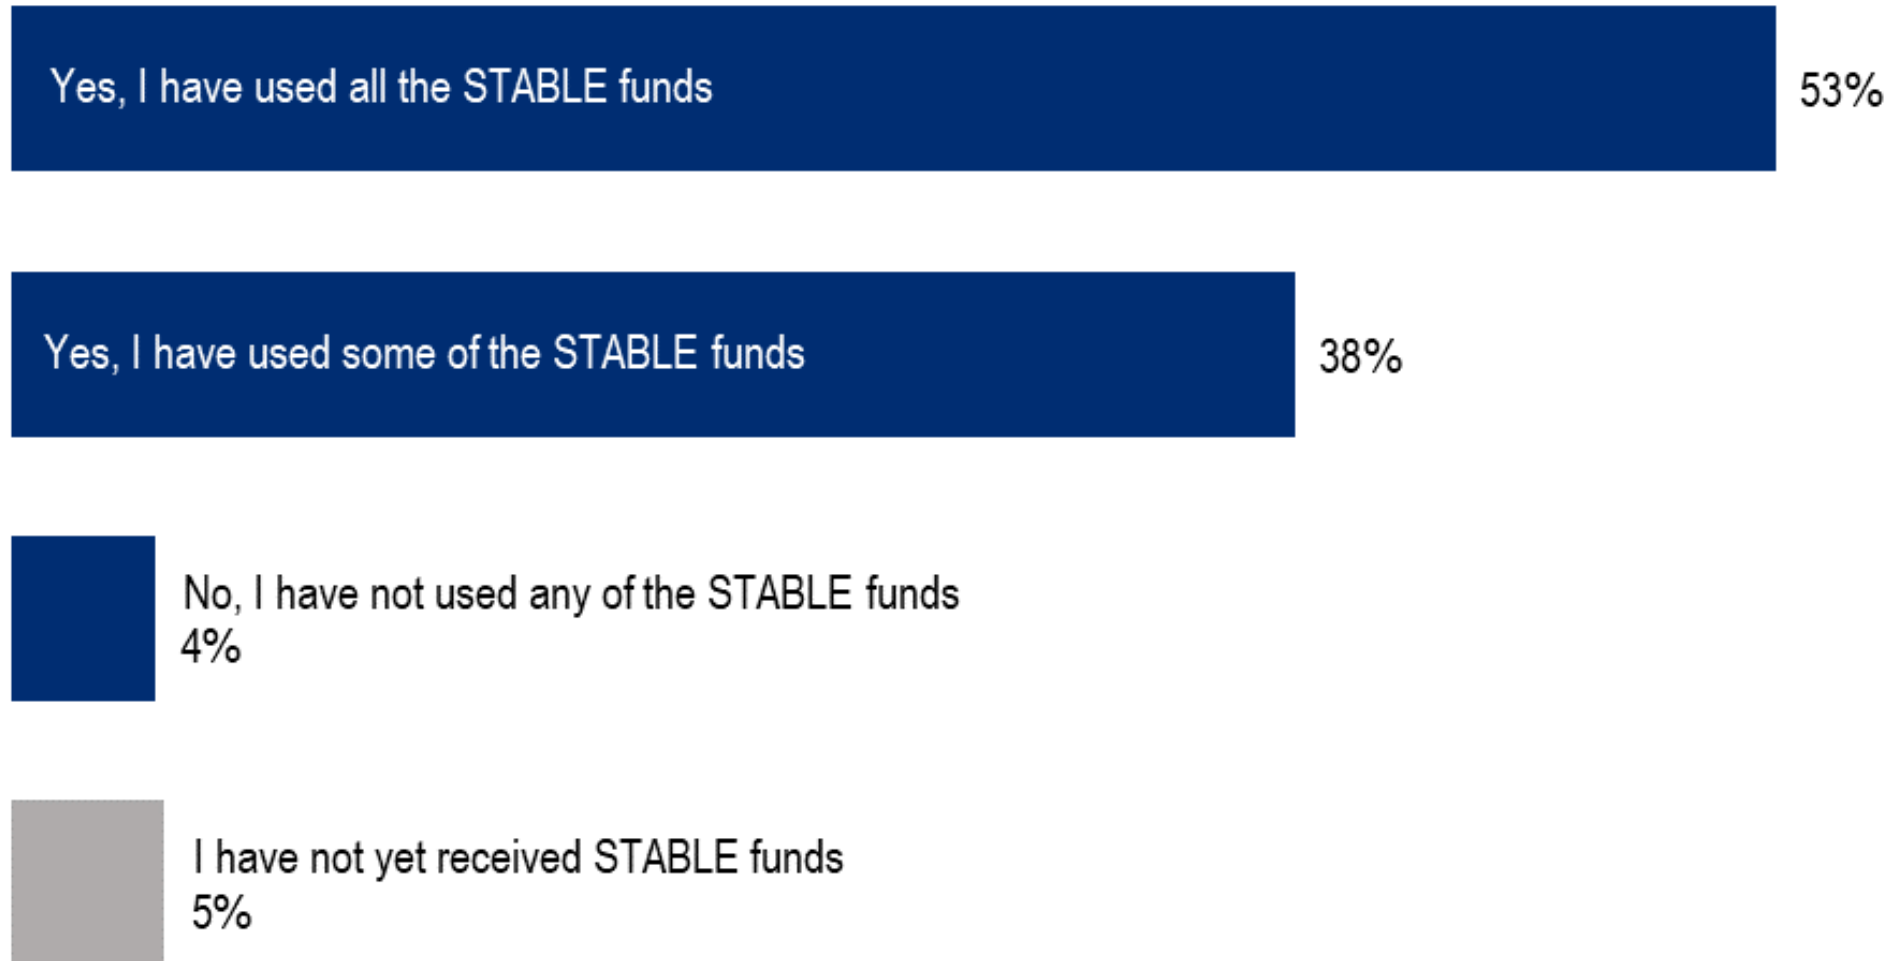 Yes, I have used all the STABLE funds
53%
Yes, I have used some of the STABLE funds
38%
No, I have not used any of the STABLE funds
4%
I have not yet received STABLE funds
5%